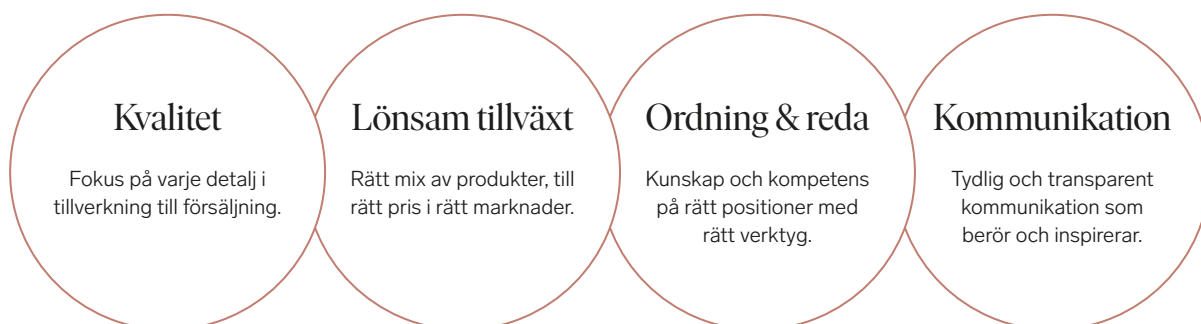 Kvalitet
Fokus på varje detalj i
tillverkning till försäljning.
Lönsam tillväxt
Rätt mix av produkter, till
rätt pris i rätt marknader.
Ordning & reda
Kunskap och kompetens
på rätt positioner med
rätt verktyg.
Kommunikation
Tydlig och transparent
kommunikation som
berör och inspirerar.